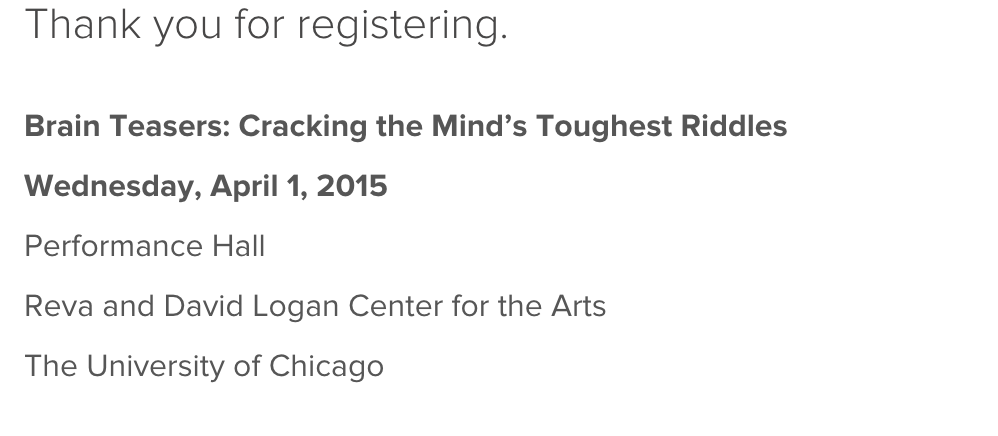 Thank you for registering.
Brain Teasers: Cracking the Mind’s Toughest Riddles
Wednesday, April 1, 2015
Performance Hall
Reva and David Logan Center for the Arts
The University of Chicago